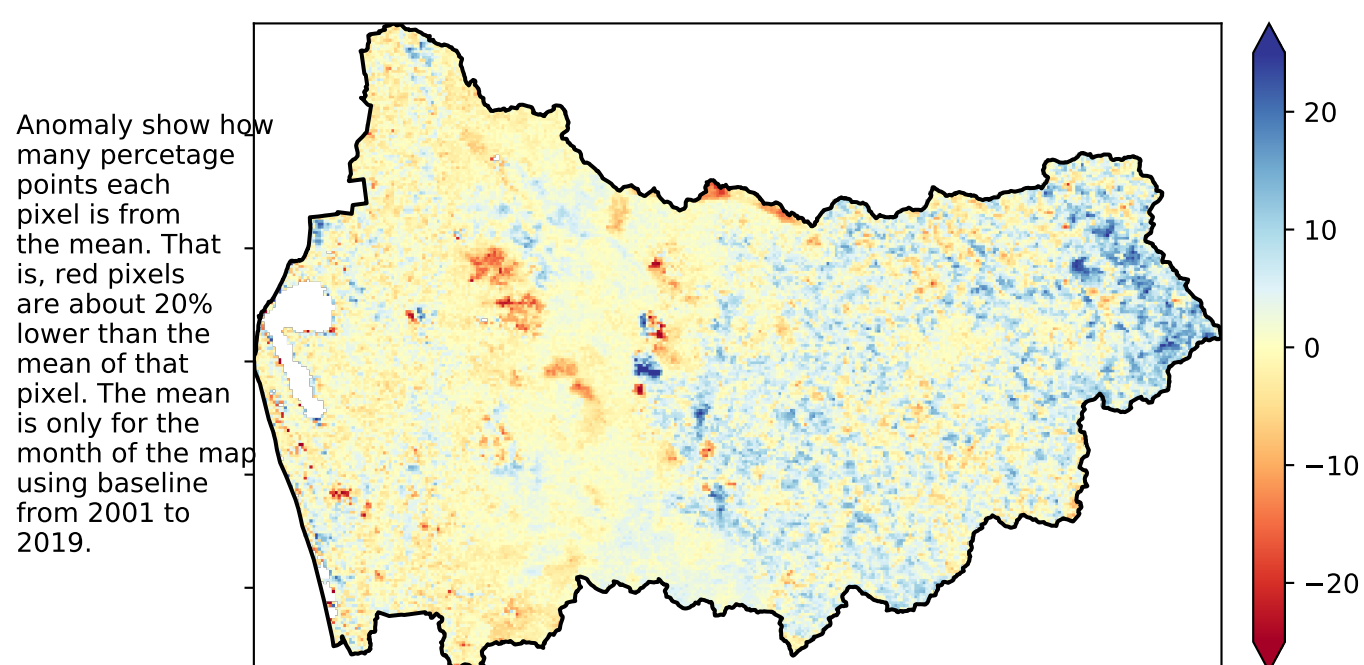 Anomaly show how
many percetage
points each
pixel is from
the mean. That
is, red pixels
are about 20%
lower than the
mean of that
pixel. The mean
is only for the
month of the map
using baseline
from 2001 to
2019.
20
10
0
−10
−20